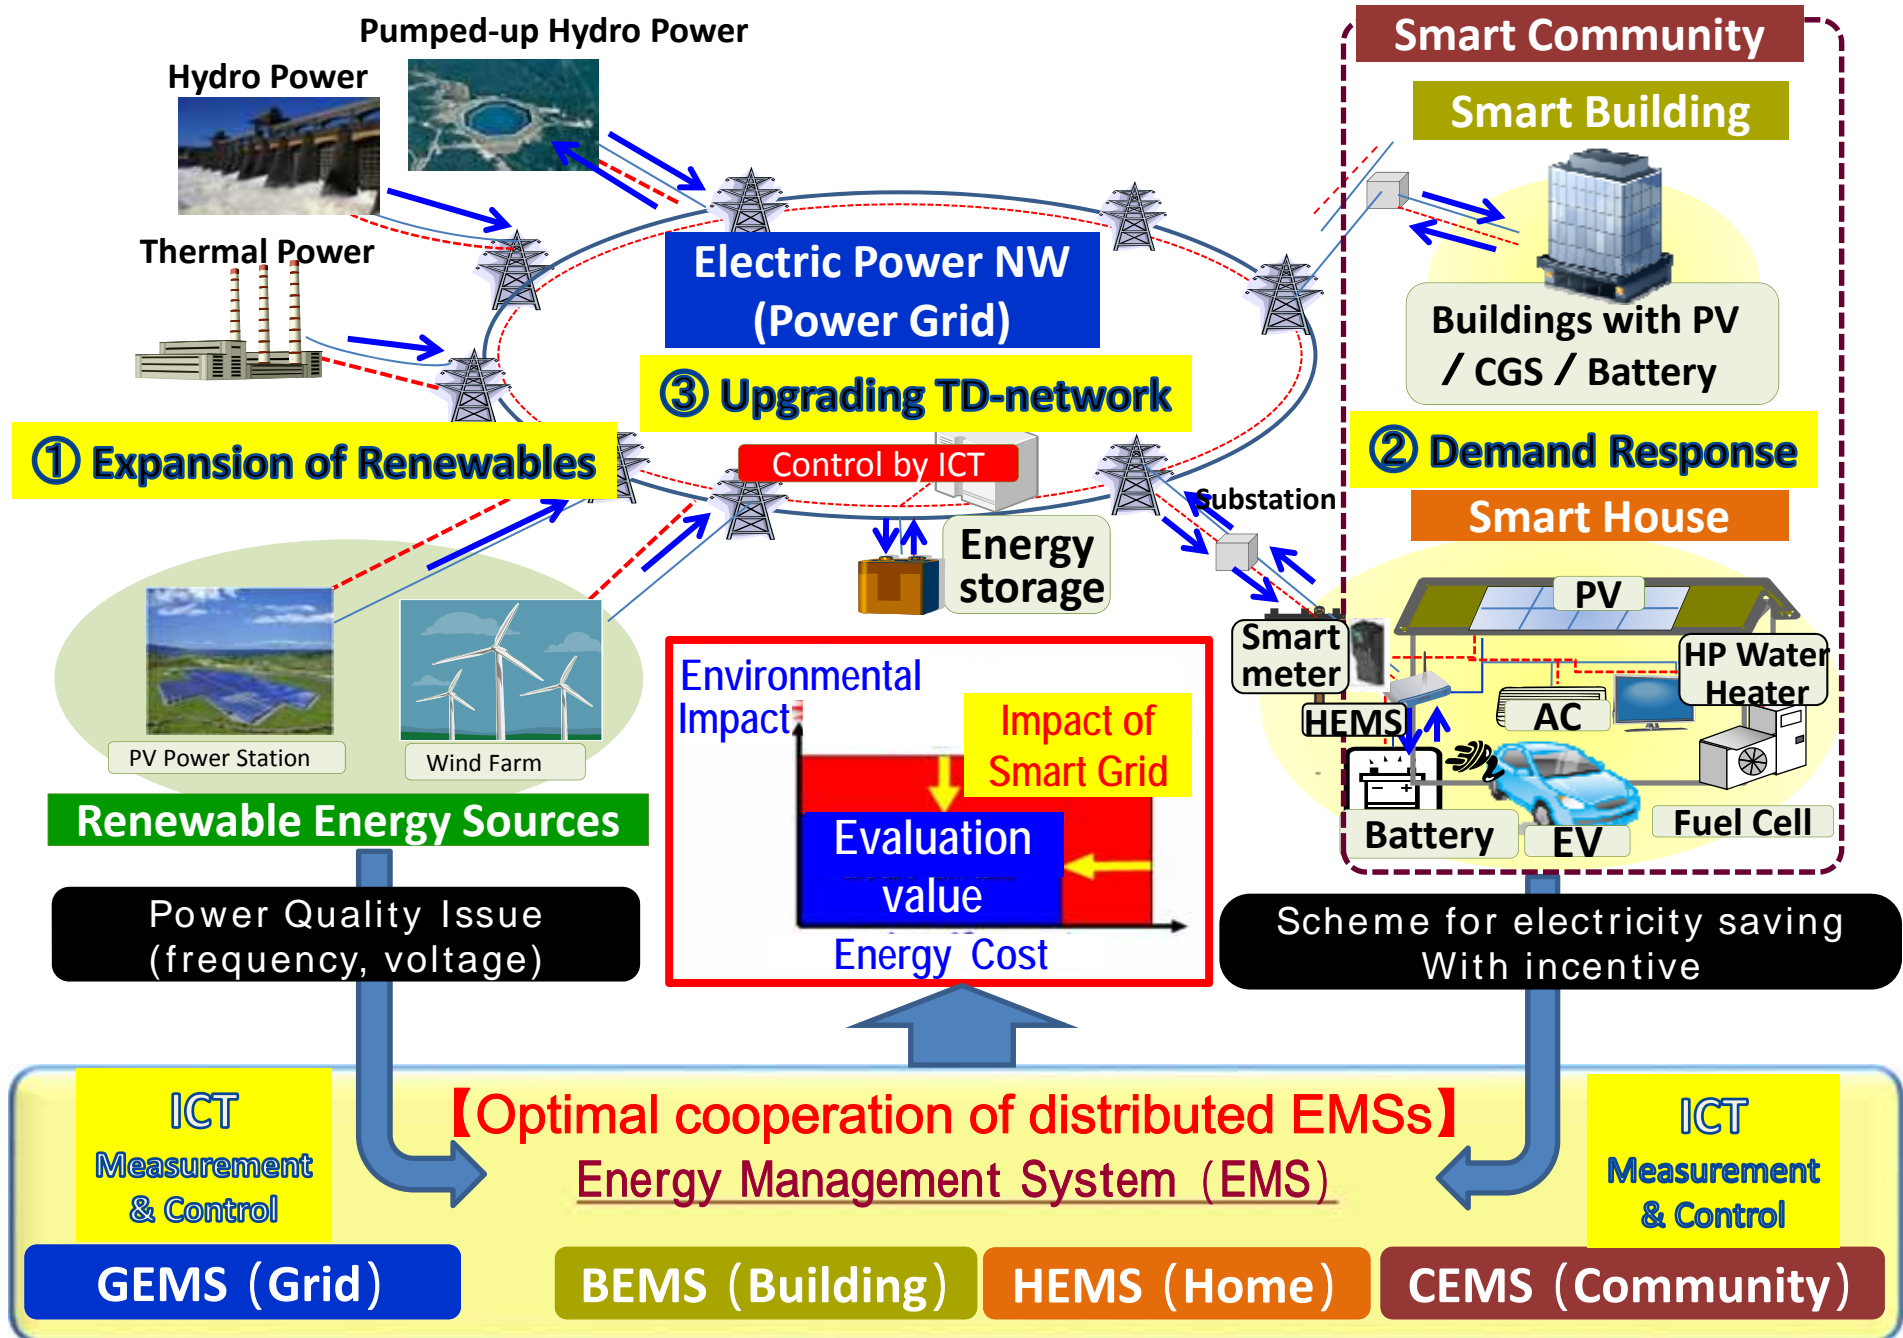 Pumped-up Hydro Power
Hydro Power
Thermal Power
Smart Community
Smart Building
Electric Power NW
(Power Grid)
Buildings with PV
/ CGS / Battery
③ Upgrading TD-network
Control by ICT
① Expansion of Renewables
② Demand Response
Substation
Smart House
Energy
storage
PV
Smart
meter
HP Water
Heater
HEMS
AC
Battery
EV
Fuel Cell
PV Power Station
Wind Farm
Renewable Energy Sources
Environmental
Impact
Impact of
Smart Grid
Evaluation
value
Energy Cost
Power Quality Issue
(frequency, voltage)
Scheme for electricity saving
With incentive
ICT
Measurement
& Control
【Optimal cooperation of distributed EMSs】
Energy Management System (EMS)
ICT
Measurement
& Control
GEMS (Grid)
BEMS (Building)
HEMS (Home)
CEMS (Community)